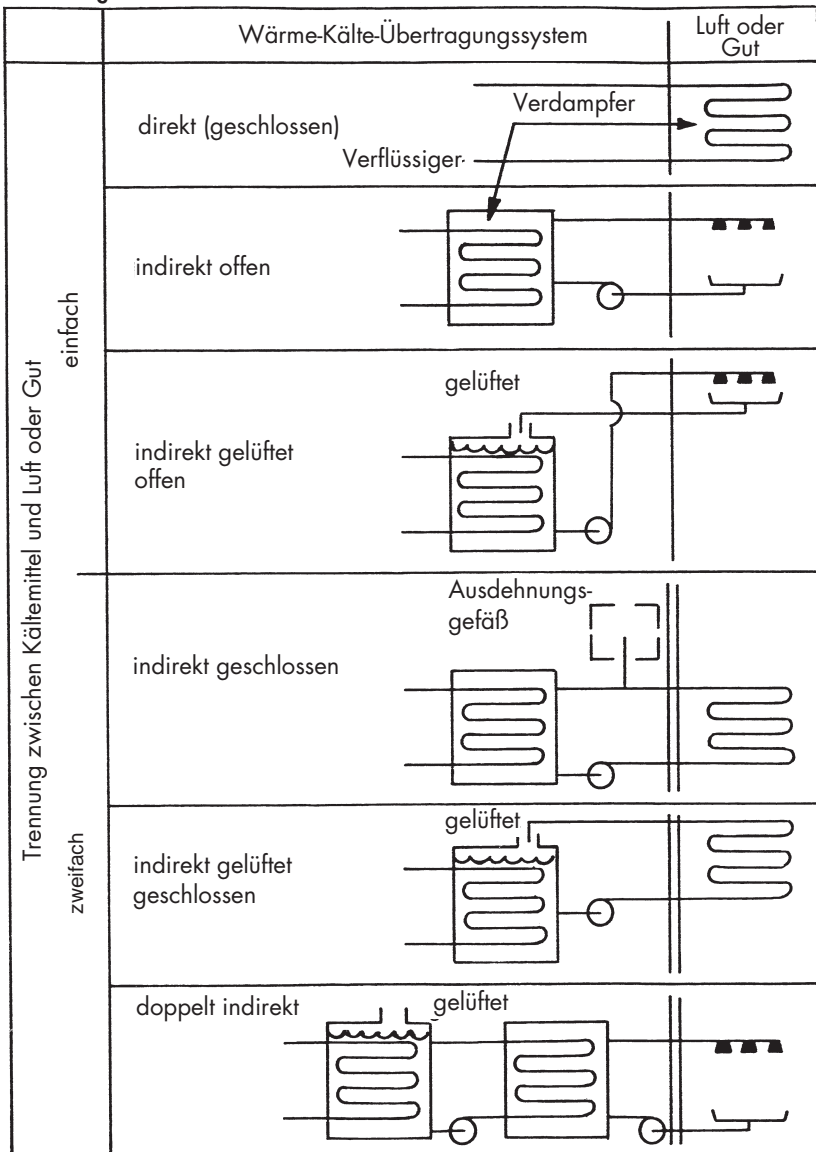 Wärme-Kälte-Übertragungssystem
Luft oder
Gut
Trennung zwischen Kältemittel und Luft oder Gut
einfach
direkt (geschlossen)
Verdampfer
Verflüssiger
indirekt offen
gelüftet
indirekt gelüftet
offen
zweifach
Ausdehnungs-
gefäß
indirekt geschlossen
gelüftet
indirekt gelüftet
geschlossen
doppelt indirekt
gelüftet